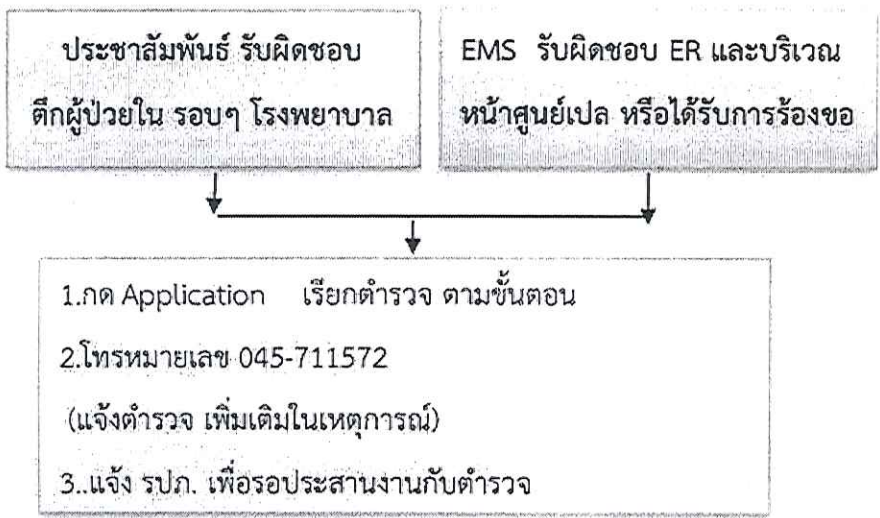 ประชาสัมพันธ์ รับผิดชอบ
ตึกผู้ป่วยใน รอบๆ โรงพยาบาล
EMS รับผิดชอบ ER และบริเวณ
หน้าศูนย์เปล หรือได้รับการร้องขอ
1.กด Application เรียกตำรวจ ตามขั้นตอน
2.โทรหมายเลข 045-711572
(แจ้งตำรวจ เพิ่มเติมในเหตุการณ์)
3..แจ้ง รปภ. เพื่อรอประสานงานกับตำรวจ